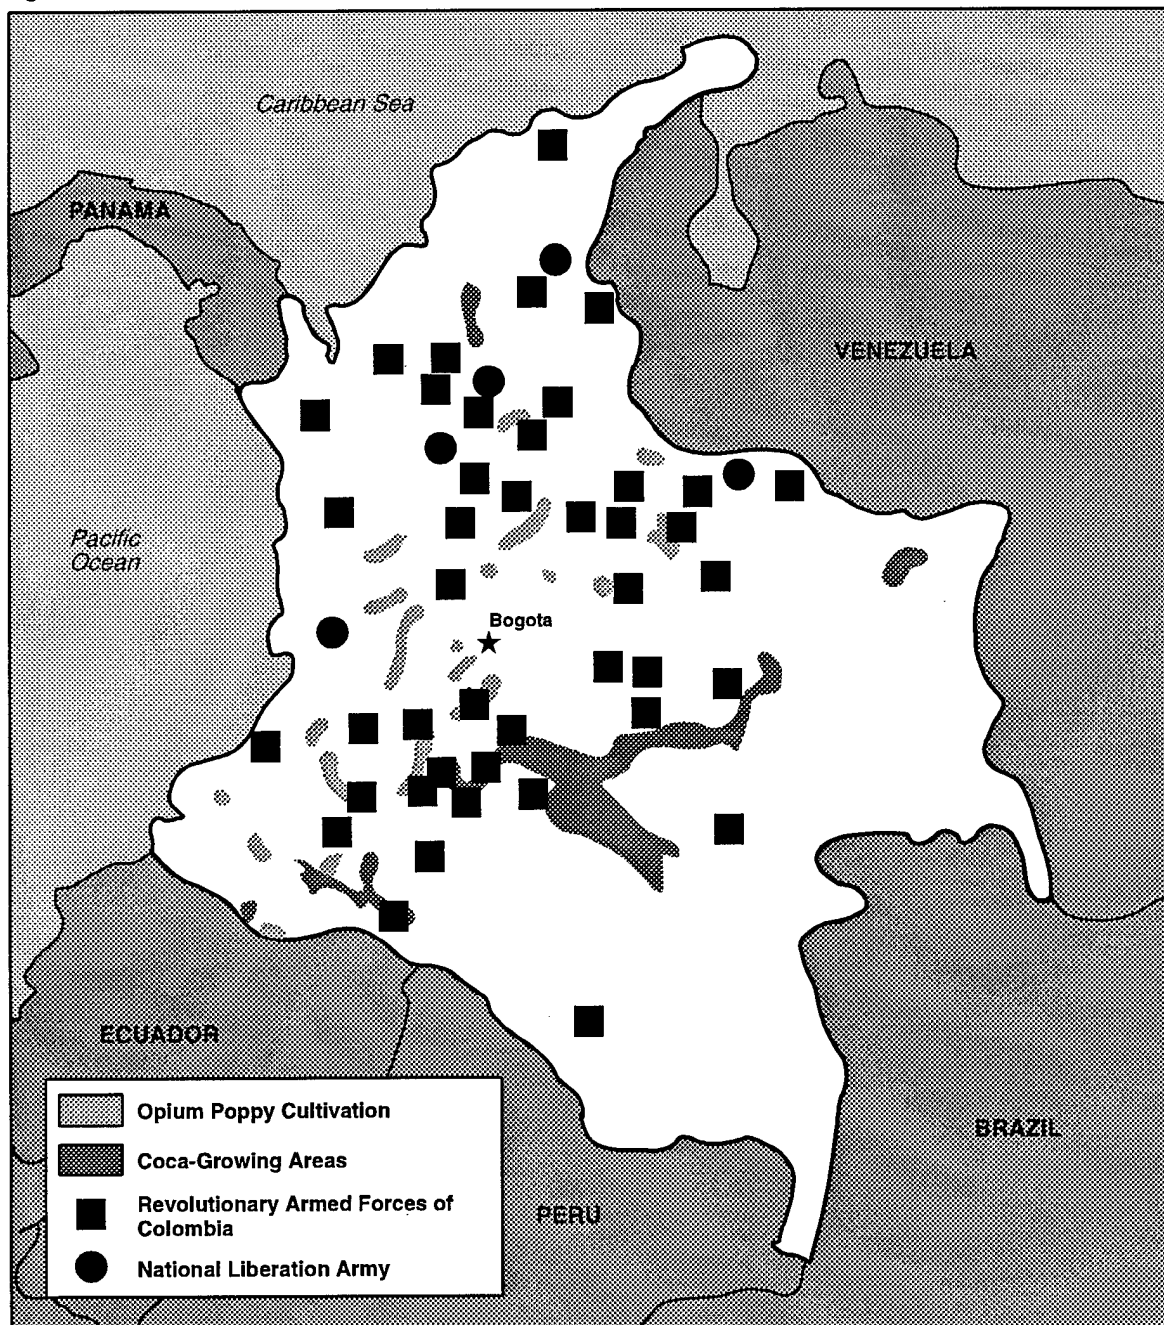 Caribbean Sea
PANAMA
VENEZUELA
Pacific
Ocean
Bogota
ECUADOR
BRAZIL
PERU
Opium Poppy Cultivation
Coca-Growing Areas
Revolutionary Armed Forces of
Colombia
National Liberation Army